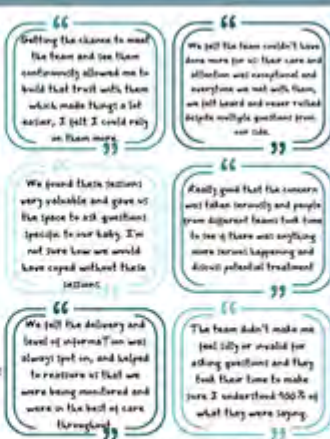 Getting the chance to meet
the team and see them
continuously allowed me to
build that trust with them
which made things a lot
easier, I felt I could rely
on them more
We felt the team couldn't have
done more for us: their care and
attention was exceptional and
everytime we met with them,
we felt heard and never rushed
despite multiple questions from
our side.
We found these sessions
very valuable and gave us
the space to ask questions
specific to our baby. I'm
not sure how we would
have coped without these
sessions
Really good that the concern
was taken seriously and people
from different teams took time
to see if there was anything
more serious happening and
discuss potential treatment
We felt the delivery and
level of information was
always spot on, and helped
to reassure us that we
were being monitored and
were in the best of care
throughout
The team didn't make me
feel silly or invalid for
asking questions and they
took their time to make
sure I understood 100% of
what they were saying.